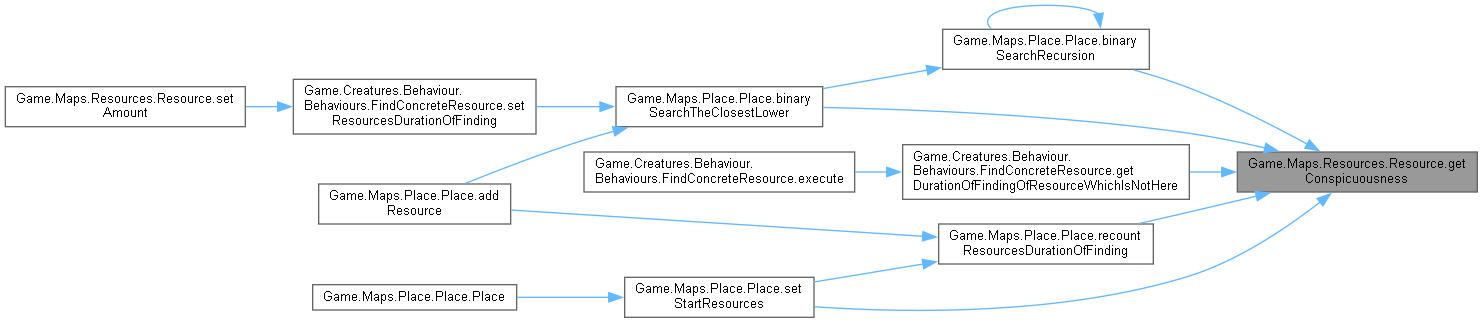 Game.Maps.Place.Place.binary
SearchRecursion
Game.Maps.Resources.Resource.set
Amount
Game.Creatures.Behaviour.
Behaviours.FindConcreteResource.set
ResourcesDurationOfFinding
Game.Maps.Place.Place.binary
SearchTheClosestLower
Game.Creatures.Behaviour.
Behaviours.FindConcreteResource.execute
Game.Creatures.Behaviour.
Behaviours.FindConcreteResource.get
DurationOfFindingOfResourceWhichIsNotHere
Game.Maps.Resources.Resource.get
Conspicuousness
Game.Maps.Place.Place.add
Resource
Game.Maps.Place.Place.recount
ResourcesDurationOfFinding
Game.Maps.Place.Place.Place
Game.Maps.Place.Place.set
StartResources